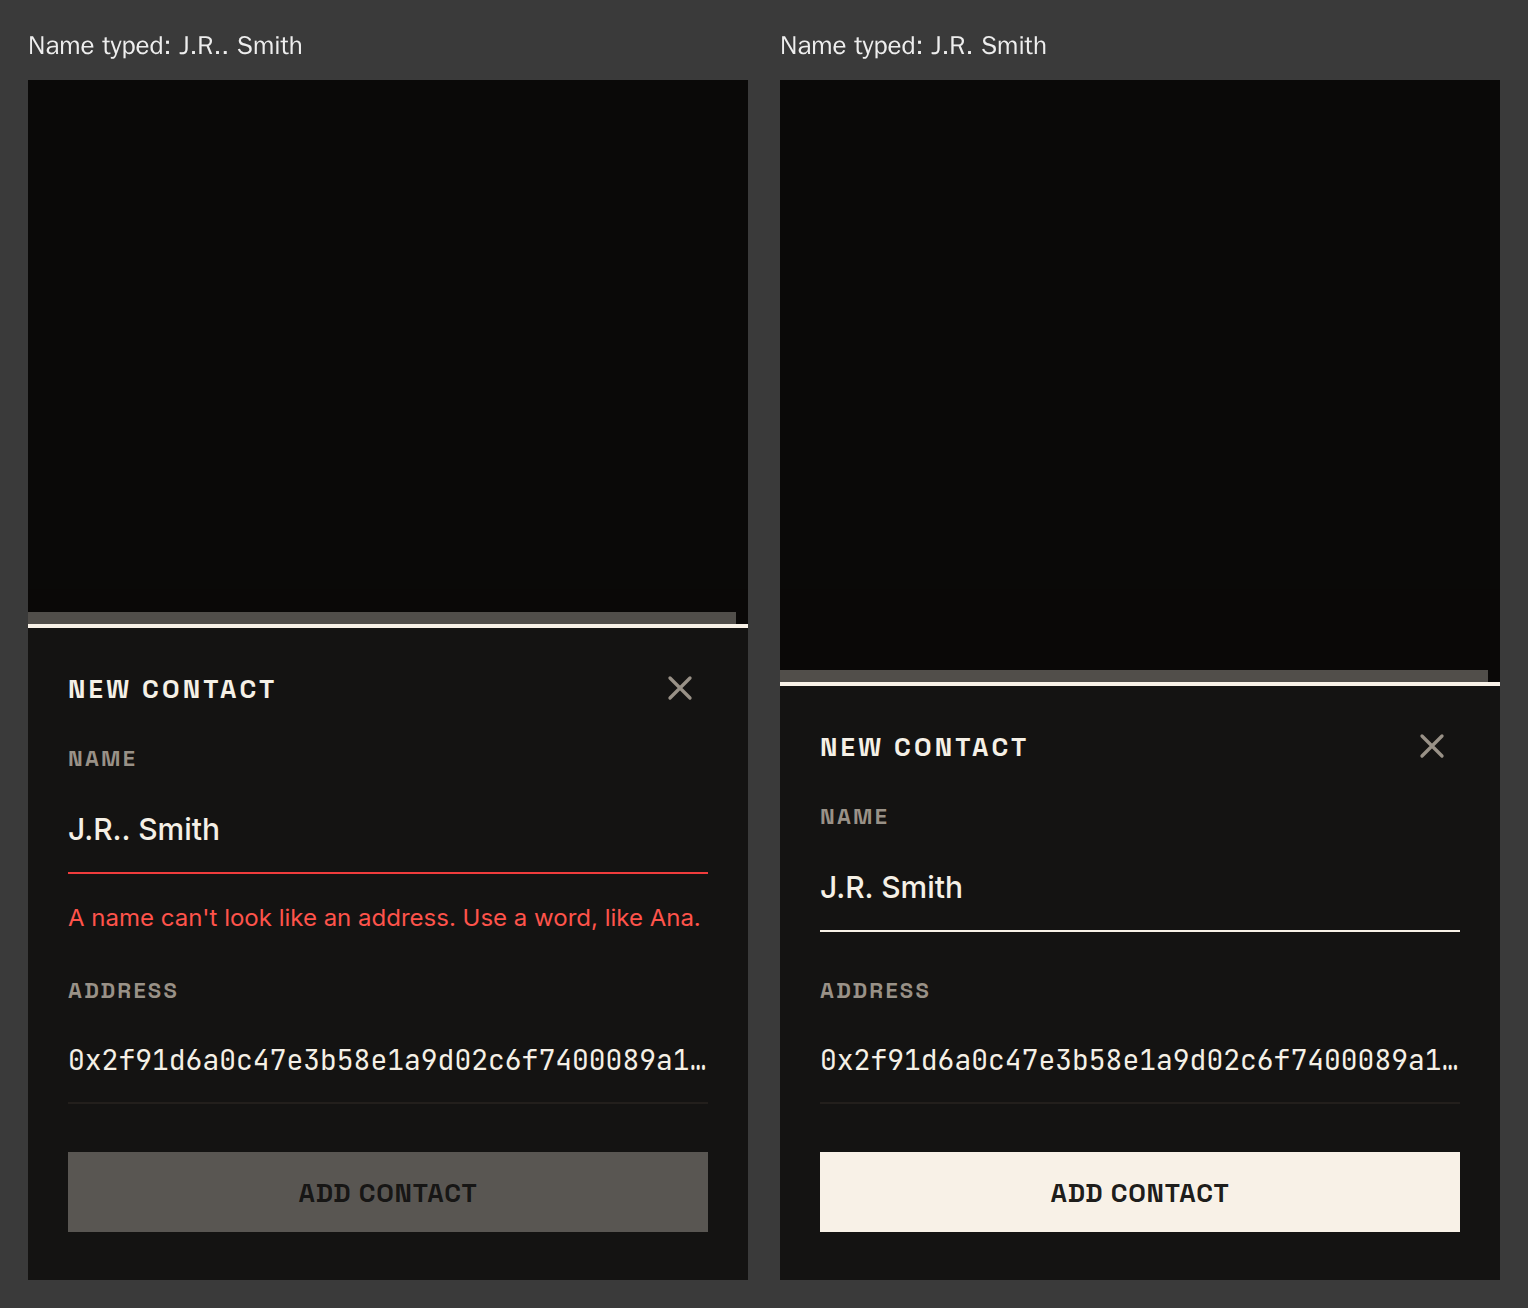 Name typed: J.R.. Smith
NEW CONTACT
NAME
J.R.. Smith
A name can't look like an address. Use a word, like Ana.
ADDRESS
0x2f91d6a0c47e3b58e1a9d02c6f7400089a1…
ADD CONTACT
Name typed: J.R. Smith
NEW CONTACT
NAME
J.R. Smith
ADDRESS
0x2f91d6a0c47e3b58e1a9d02c6f7400089a1…
ADD CONTACT